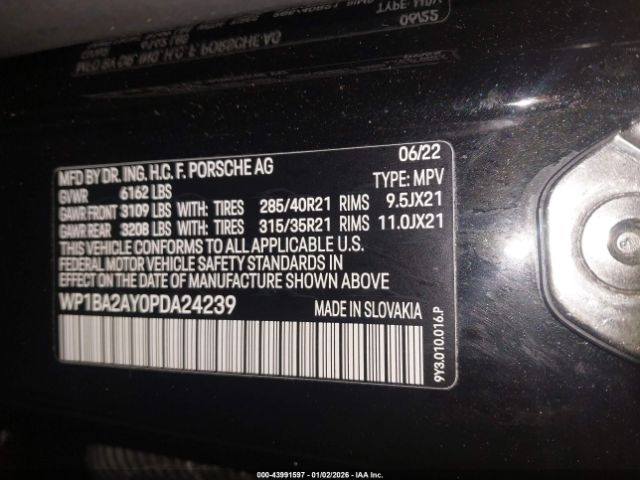 MFD BY DR. ING. H.C. F. PORSCHE AG 06/22
GVWR 6162 LBS TYPE: MPV
GAWR FRONT 3109 LBS WITH: TIRES 285/40R21 RIMS 9.5JX21
GAWR REAR 3208 LBS WITH: TIRES 315/35R21 RIMS 11.0JX21
THIS VEHICLE CONFORMS TO ALL APPLICABLE U.S.
FEDERAL MOTOR VEHICLE SAFETY STANDARDS IN
EFFECT ON THE DATE OF MANUFACTURE SHOWN ABOVE
WP1BA2AY0PDA24239
MADE IN SLOVAKIA
9Y3.010.016.P
000-43991597 - 01/02/2026 - IAA Inc.